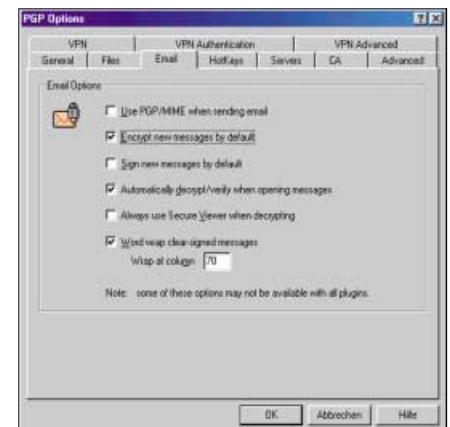 PGP Options
VPN VPN Authentication VPN Advanced
General Files Email HotKeys Servers CA Advanced
Email Options
Use PGP/MIME when sending email
Encrypt new messages by default
Sign new messages by default
Automatically decrypt/verify when opening messages
Always use Secure Viewer when decrypting
Word wrap clear-signed messages
Wrap at column 70
Note: some of these options may not be available with all plugins.
OK Abbrechen Hilfe